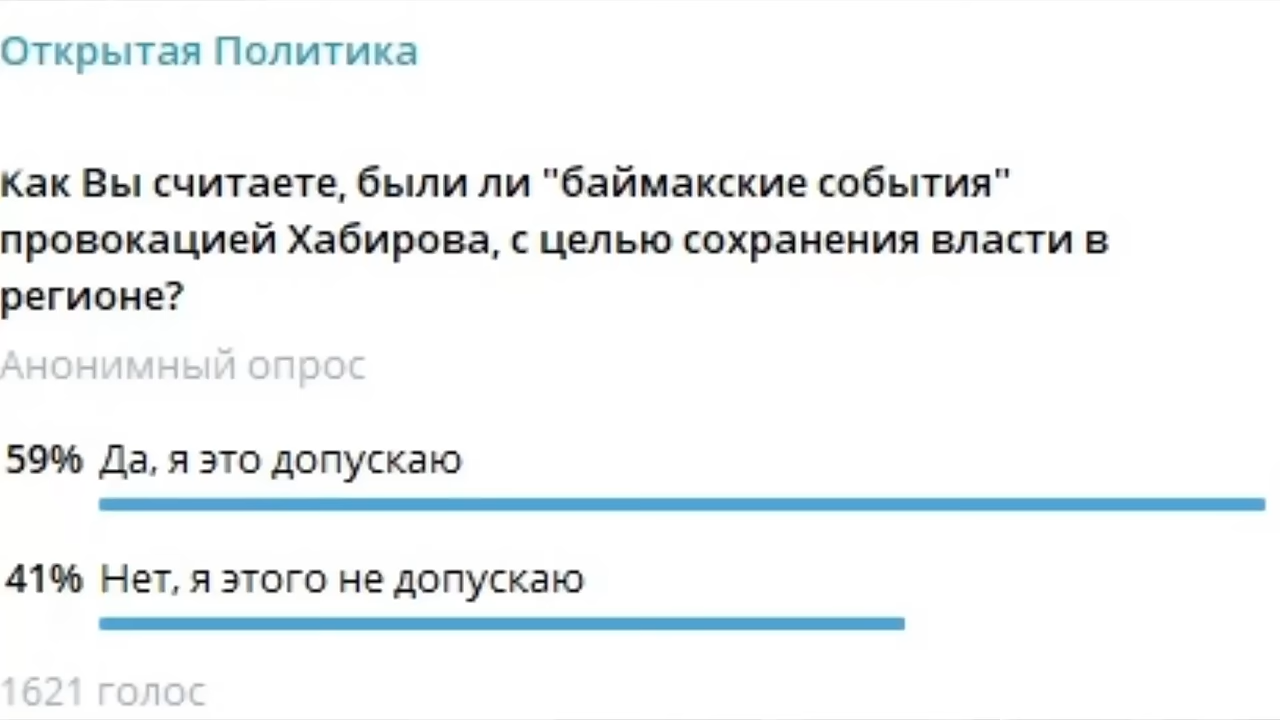 Открытая Политика
Как Вы считаете, были ли "баймакские события"
провокацией Хабирова, с целью сохранения власти в
регионе?
Анонимный опрос
59% Да, я это допускаю
41% Нет, я этого не допускаю
1621 голос